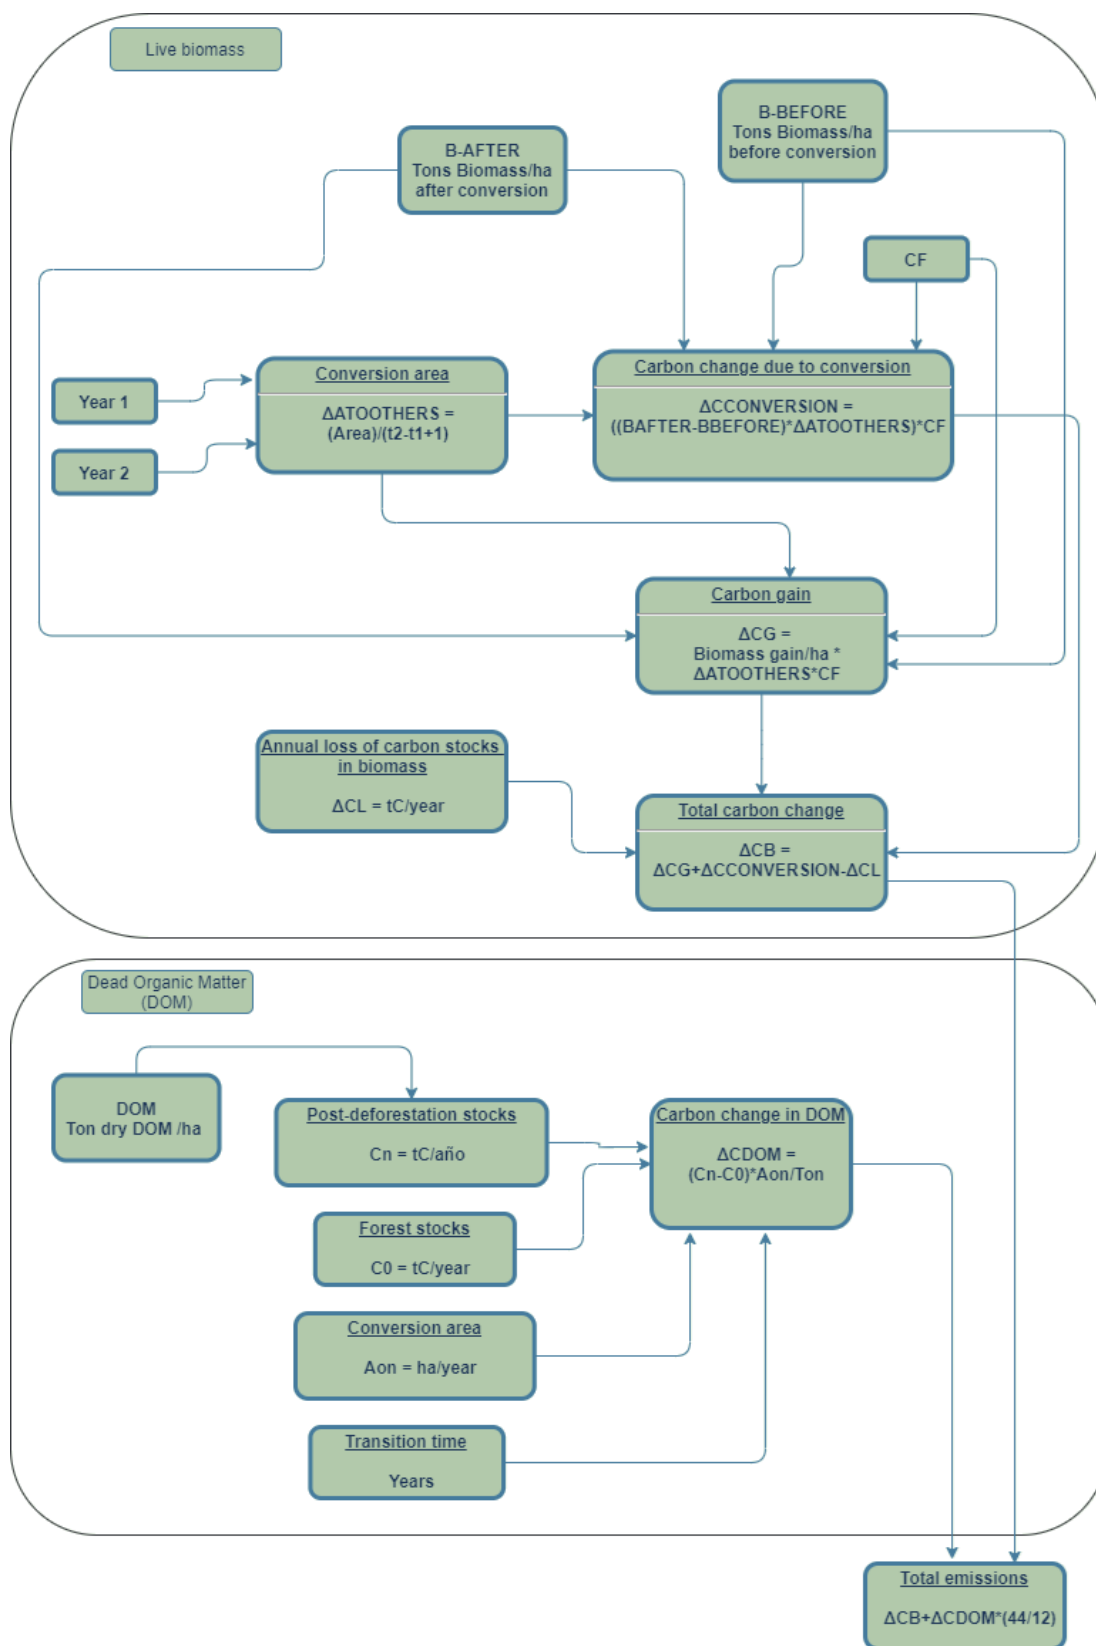 Live biomass
B-BEFORE
Tons Biomass/ha
before conversion
B-AFTER
Tons Biomass/ha
after conversion
CF
Year 1
Year 2
Conversion area
ΔATOOTHERS =
(Area)/(t2-t1+1)
Carbon change due to conversion
ΔCCONVERSION =
((BAFTER-BBEFORE)*ΔATOOTHERS)*CF
Carbon gain
ΔCG =
Biomass gain/ha *
ΔATOOTHERS*CF
Annual loss of carbon stocks
in biomass
ΔCL = tC/year
Total carbon change
ΔCB =
ΔCG+ΔCCONVERSION-ΔCL
Dead Organic Matter
(DOM)
DOM
Ton dry DOM /ha
Post-deforestation stocks
Cn = tC/año
Carbon change in DOM
ΔCDOM =
(Cn-C0)*Aon/Ton
Forest stocks
C0 = tC/year
Conversion area
Aon = ha/year
Transition time
Years
Total emissions
ΔCB+ΔCDOM*(44/12)